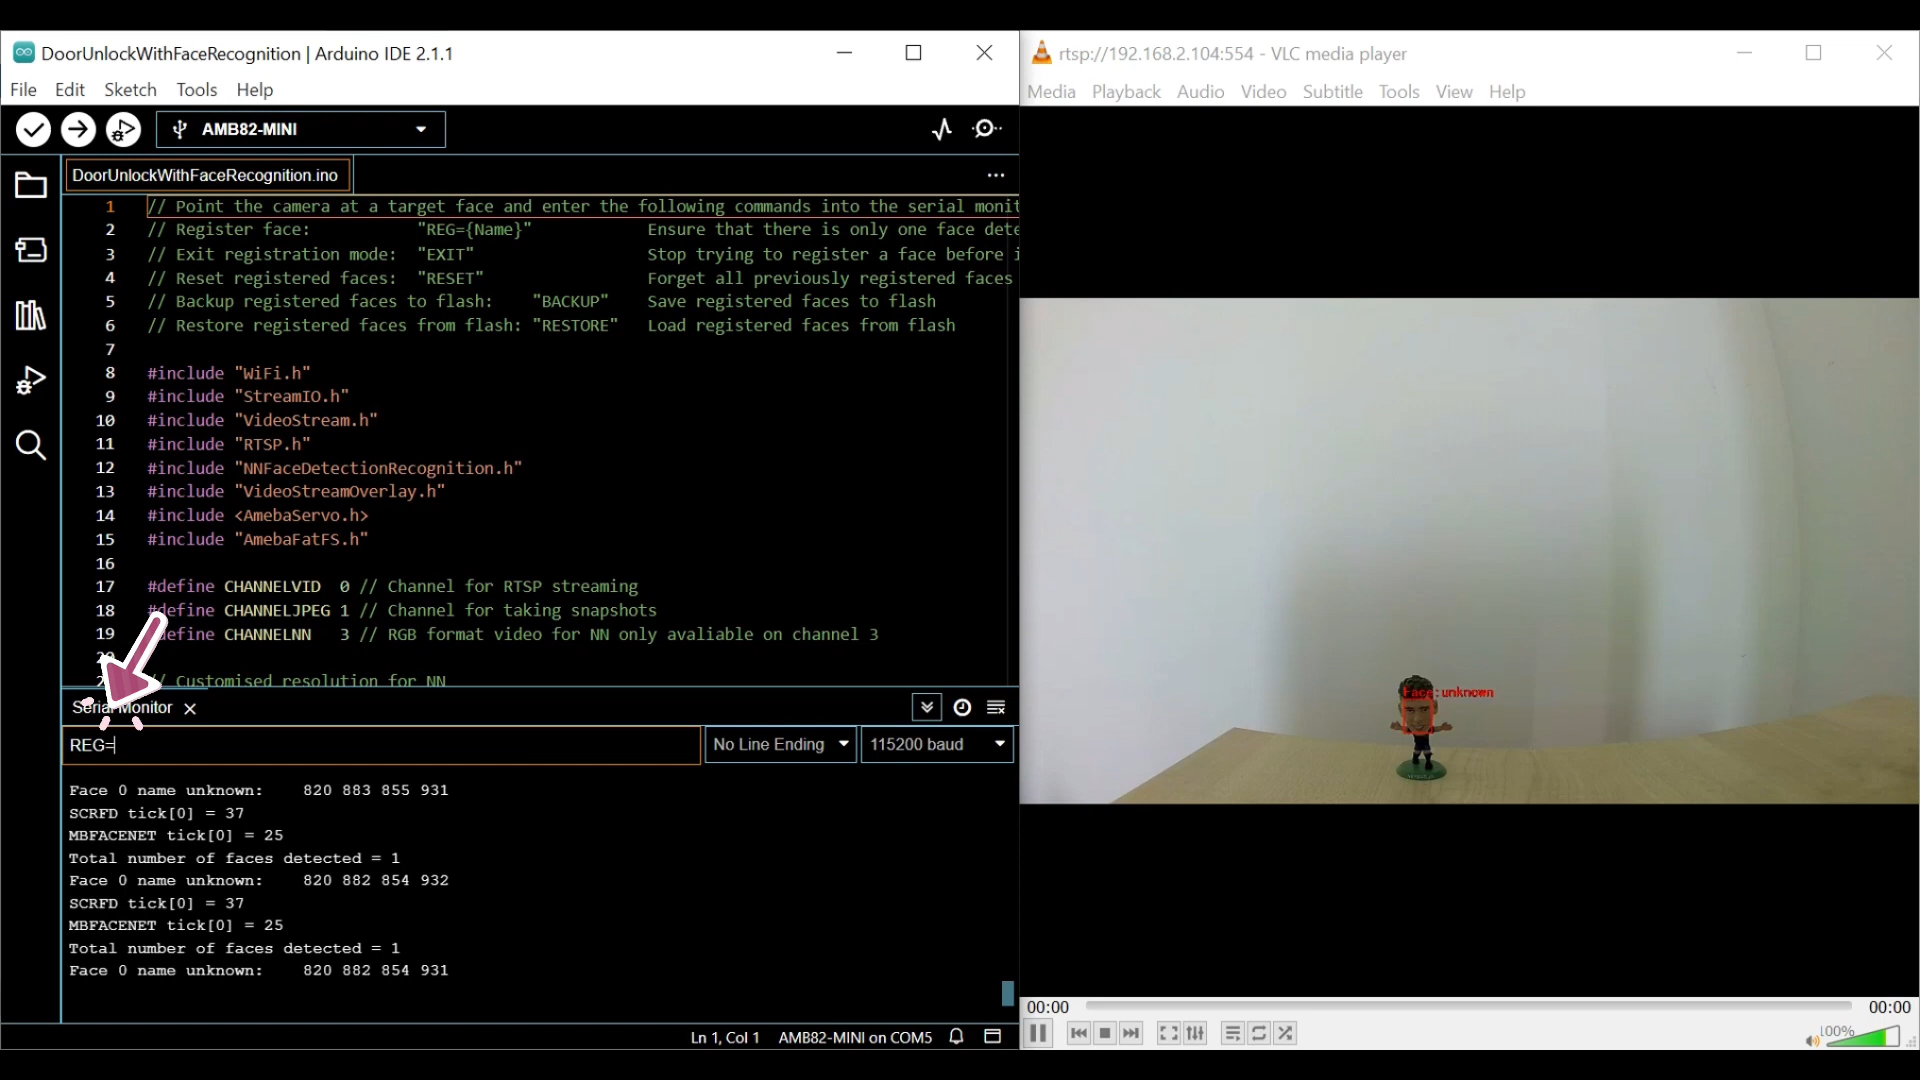 DoorUnlockWithFaceRecognition | Arduino IDE 2.1.1
File Edit Sketch Tools Help
AMB82-MINI
DoorUnlockWithFaceRecognition.ino
1 // Point the camera at a target face and enter the following commands into the serial monit
2 // Register face: "REG={Name}" Ensure that there is only one face dete
3 // Exit registration mode: "EXIT" Stop trying to register a face before i
4 // Reset registered faces: "RESET" Forget all previously registered faces
5 // Backup registered faces to flash: "BACKUP" Save registered faces to flash
6 // Restore registered faces from flash: "RESTORE" Load registered faces from flash
7
8 #include "WiFi.h"
9 #include "StreamIO.h"
10 #include "VideoStream.h"
11 #include "RTSP.h"
12 #include "NNFaceDetectionRecognition.h"
13 #include "VideoStreamOverlay.h"
14 #include <AmebaServo.h>
15 #include "AmebaFatFS.h"
16
17 #define CHANNELVID 0 // Channel for RTSP streaming
18 #define CHANNELJPEG 1 // Channel for taking snapshots
19 #define CHANNELNN 3 // RGB format video for NN only avaliable on channel 3
20
// Customised resolution for NN
Serial Monitor
REG=
No Line Ending 115200 baud
Face 0 name unknown: 820 883 855 931
SCRFD tick[0] = 37
MBFACENET tick[0] = 25
Total number of faces detected = 1
Face 0 name unknown: 820 882 854 932
SCRFD tick[0] = 37
MBFACENET tick[0] = 25
Total number of faces detected = 1
Face 0 name unknown: 820 882 854 931
Ln 1, Col 1 AMB82-MINI on COM5
rtsp://192.168.2.104:554 - VLC media player
Media Playback Audio Video Subtitle Tools View Help
Face:unknown
00:00 00:00
100%